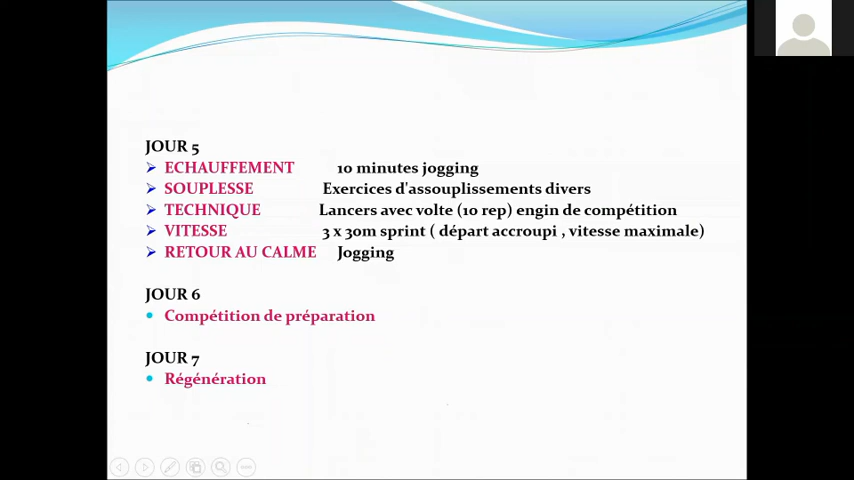 JOUR 5
ECHAUFFEMENT 10 minutes jogging
SOUPLESSE Exercices d'assouplissements divers
TECHNIQUE Lancers avec volte (10 rep) engin de compétition
VITESSE 3 x 30m sprint ( départ accroupi , vitesse maximale)
RETOUR AU CALME Jogging
JOUR 6
Compétition de préparation
JOUR 7
Régénération